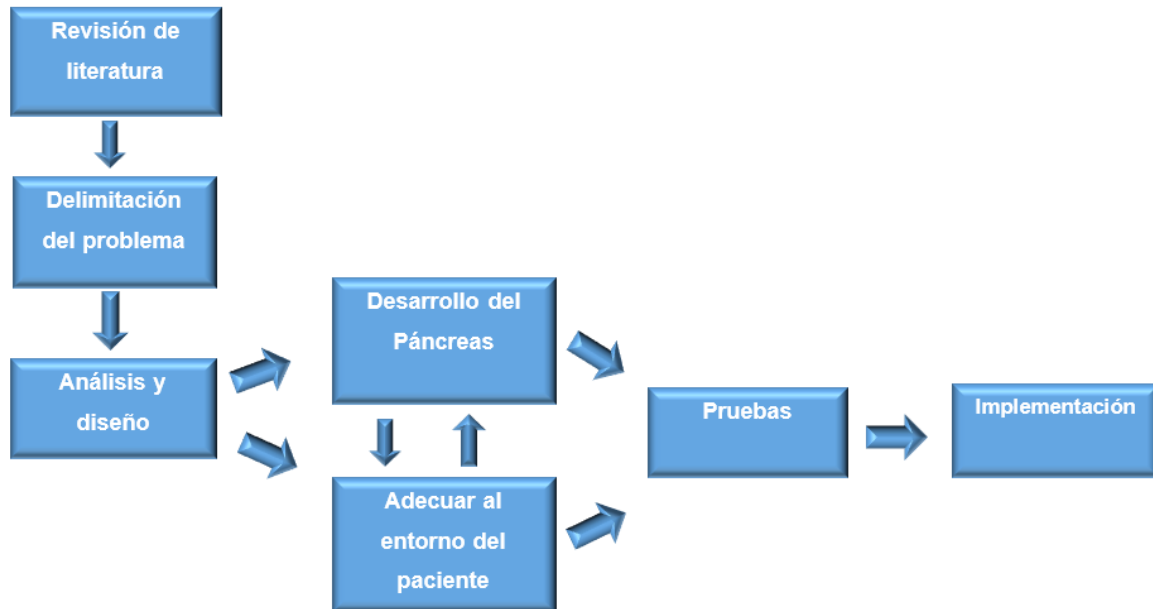 Revisión de
literatura
Delimitación
del problema
Análisis y
diseño
Desarrollo del
Páncreas
Adecuar al
entorno del
paciente
Pruebas
Implementación